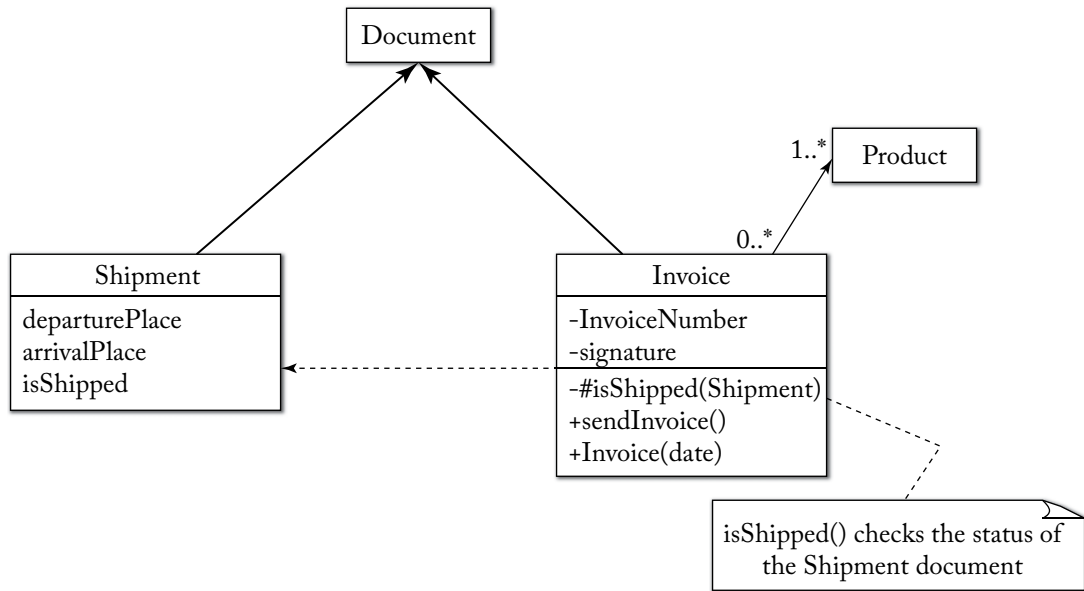 Document
1..*
Product
0..*
Shipment
departurePlace
arrivalPlace
isShipped
Invoice
-InvoiceNumber
-signature
-#isShipped(Shipment)
+sendInvoice()
+Invoice(date)
isShipped() checks the status of
the Shipment document